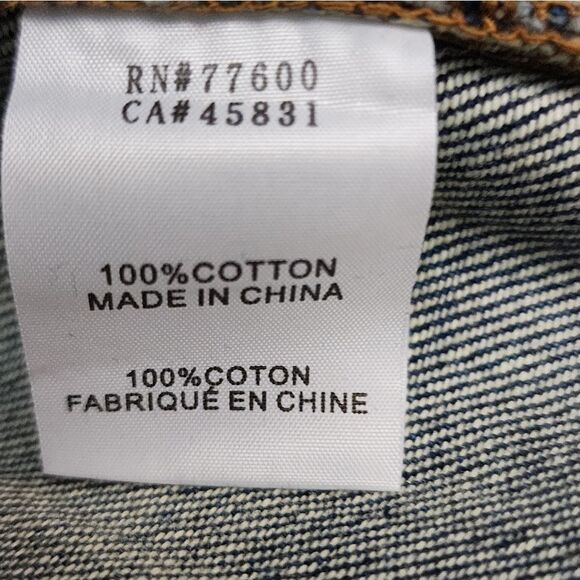 RN#77600
CA#45831
100%COTTON
MADE IN CHINA
100%COTON
FABRIQUÉ EN CHINE